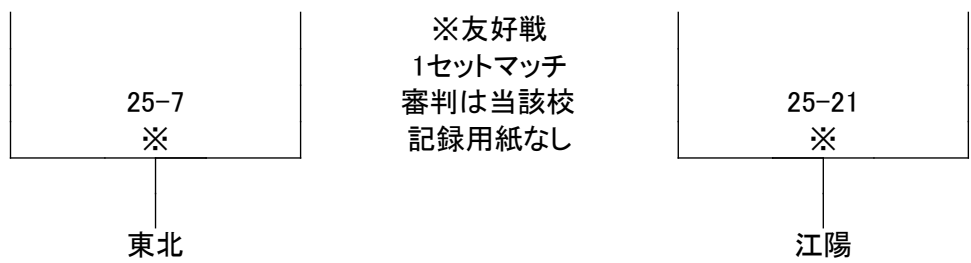 ※友好戦
1セットマッチ
審判は当該校
記録用紙なし
25-7
※
東北
25-21
※
江陽